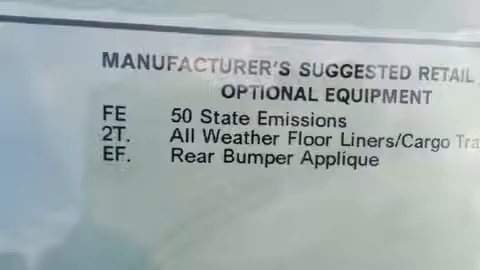 MANUFACTURER'S SUGGESTED RETAIL
OPTIONAL EQUIPMENT
FE 50 State Emissions
2T. All Weather Floor Liners/Cargo Tra
EF. Rear Bumper Applique